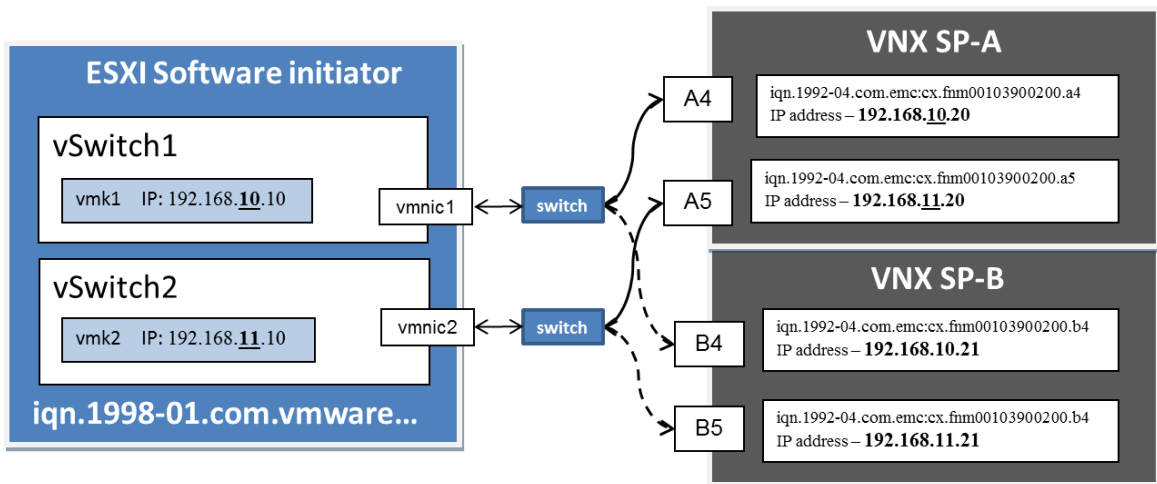 ESXI Software initiator
vSwitch1
vmk1 IP: 192.168.10.10
vmnic1
vSwitch2
vmk2 IP: 192.168.11.10
vmnic2
iqn.1998-01.com.vmware...
switch
switch
A4
A5
B4
B5
VNX SP-A
iqn.1992-04.com.emc:cx.fnm00103900200.a4
IP address – 192.168.10.20
iqn.1992-04.com.emc:cx.fnm00103900200.a5
IP address – 192.168.11.20
VNX SP-B
iqn.1992-04.com.emc:cx.fnm00103900200.b4
IP address – 192.168.10.21
iqn.1992-04.com.emc:cx.fnm00103900200.b4
IP address – 192.168.11.21